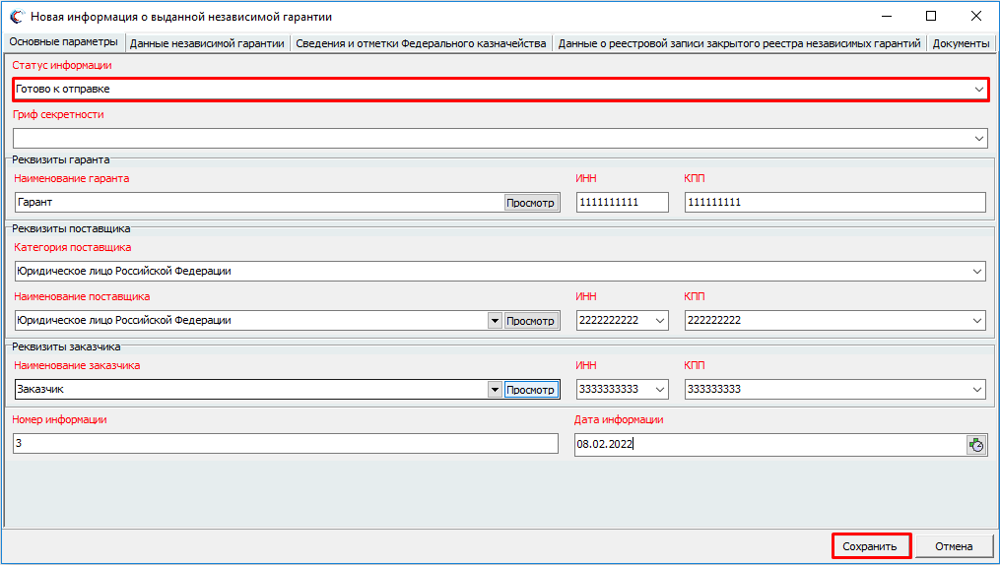 Новая информация о выданной независимой гарантии
Основные параметры Данные независимой гарантии Сведения и отметки Федерального казначейства Данные о реестровой записи закрытого реестра независимых гарантий Документы
Статус информации
Готово к отправке
Гриф секретности
Реквизиты гаранта
Наименование гаранта ИНН КПП
Гарант Просмотр 1111111111 111111111
Реквизиты поставщика
Категория поставщика
Юридическое лицо Российской Федерации
Наименование поставщика ИНН КПП
Юридическое лицо Российской Федерации Просмотр 2222222222 222222222
Реквизиты заказчика
Наименование заказчика ИНН КПП
Заказчик Просмотр 3333333333 333333333
Номер информации Дата информации
3 08.02.2022
Сохранить Отмена